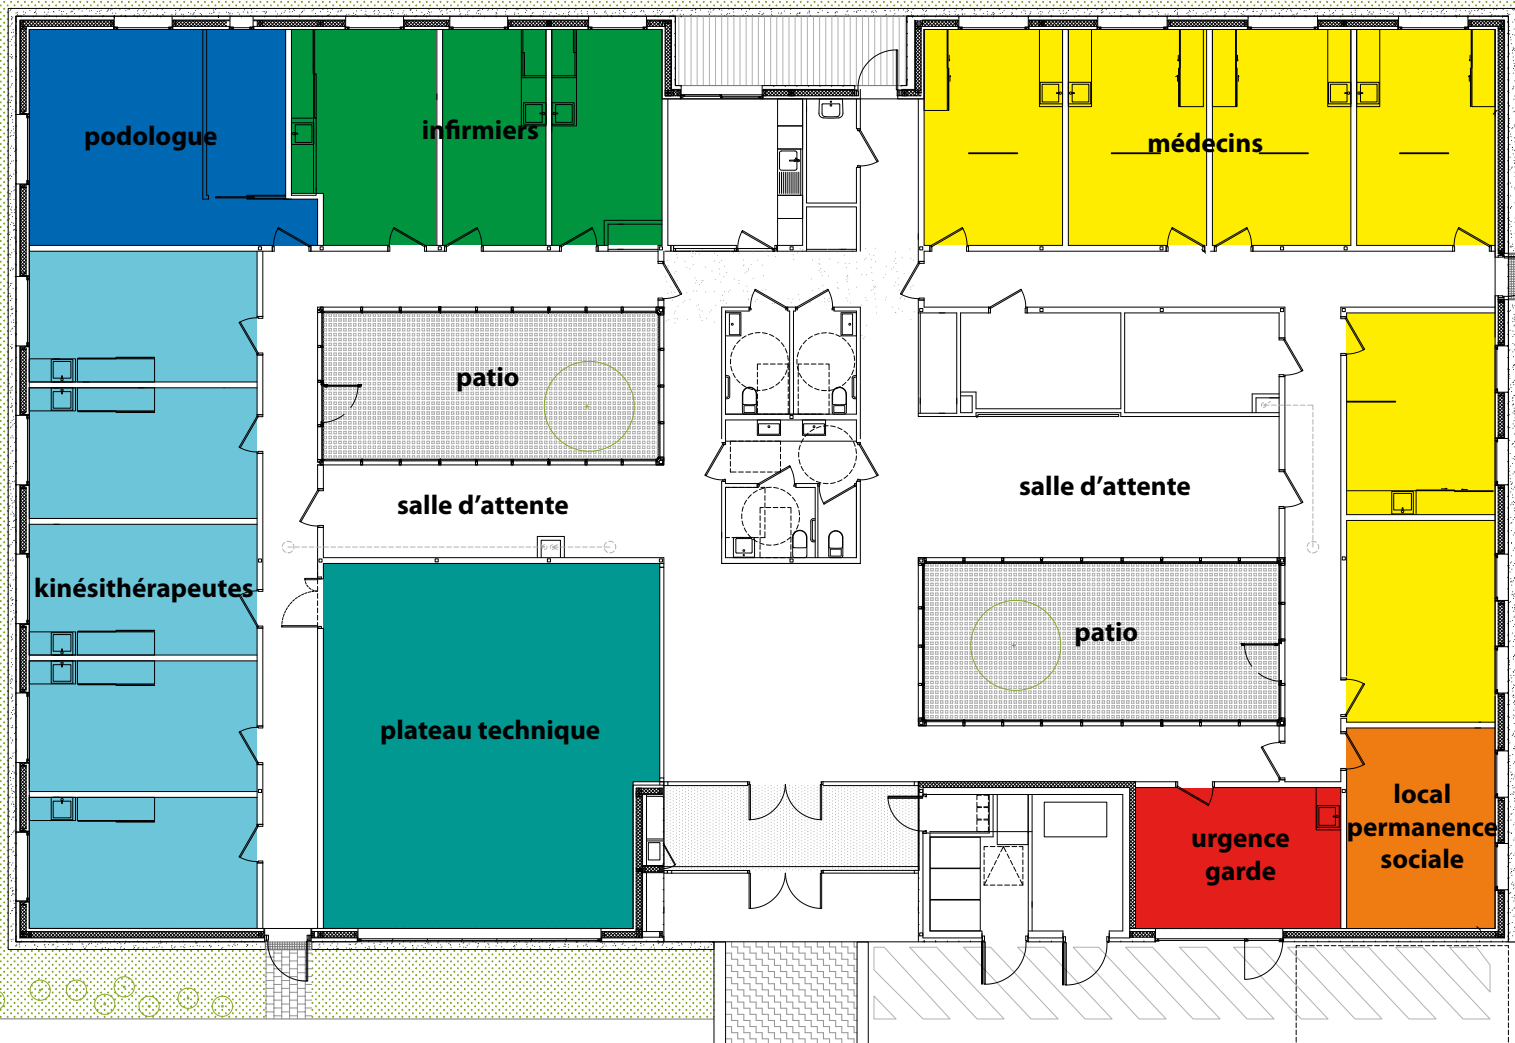 podologue
infirmiers
médecins
patio
salle d'attente
salle d'attente
kinésithérapeutes
patio
plateau technique
urgence
garde
local
permanence
sociale